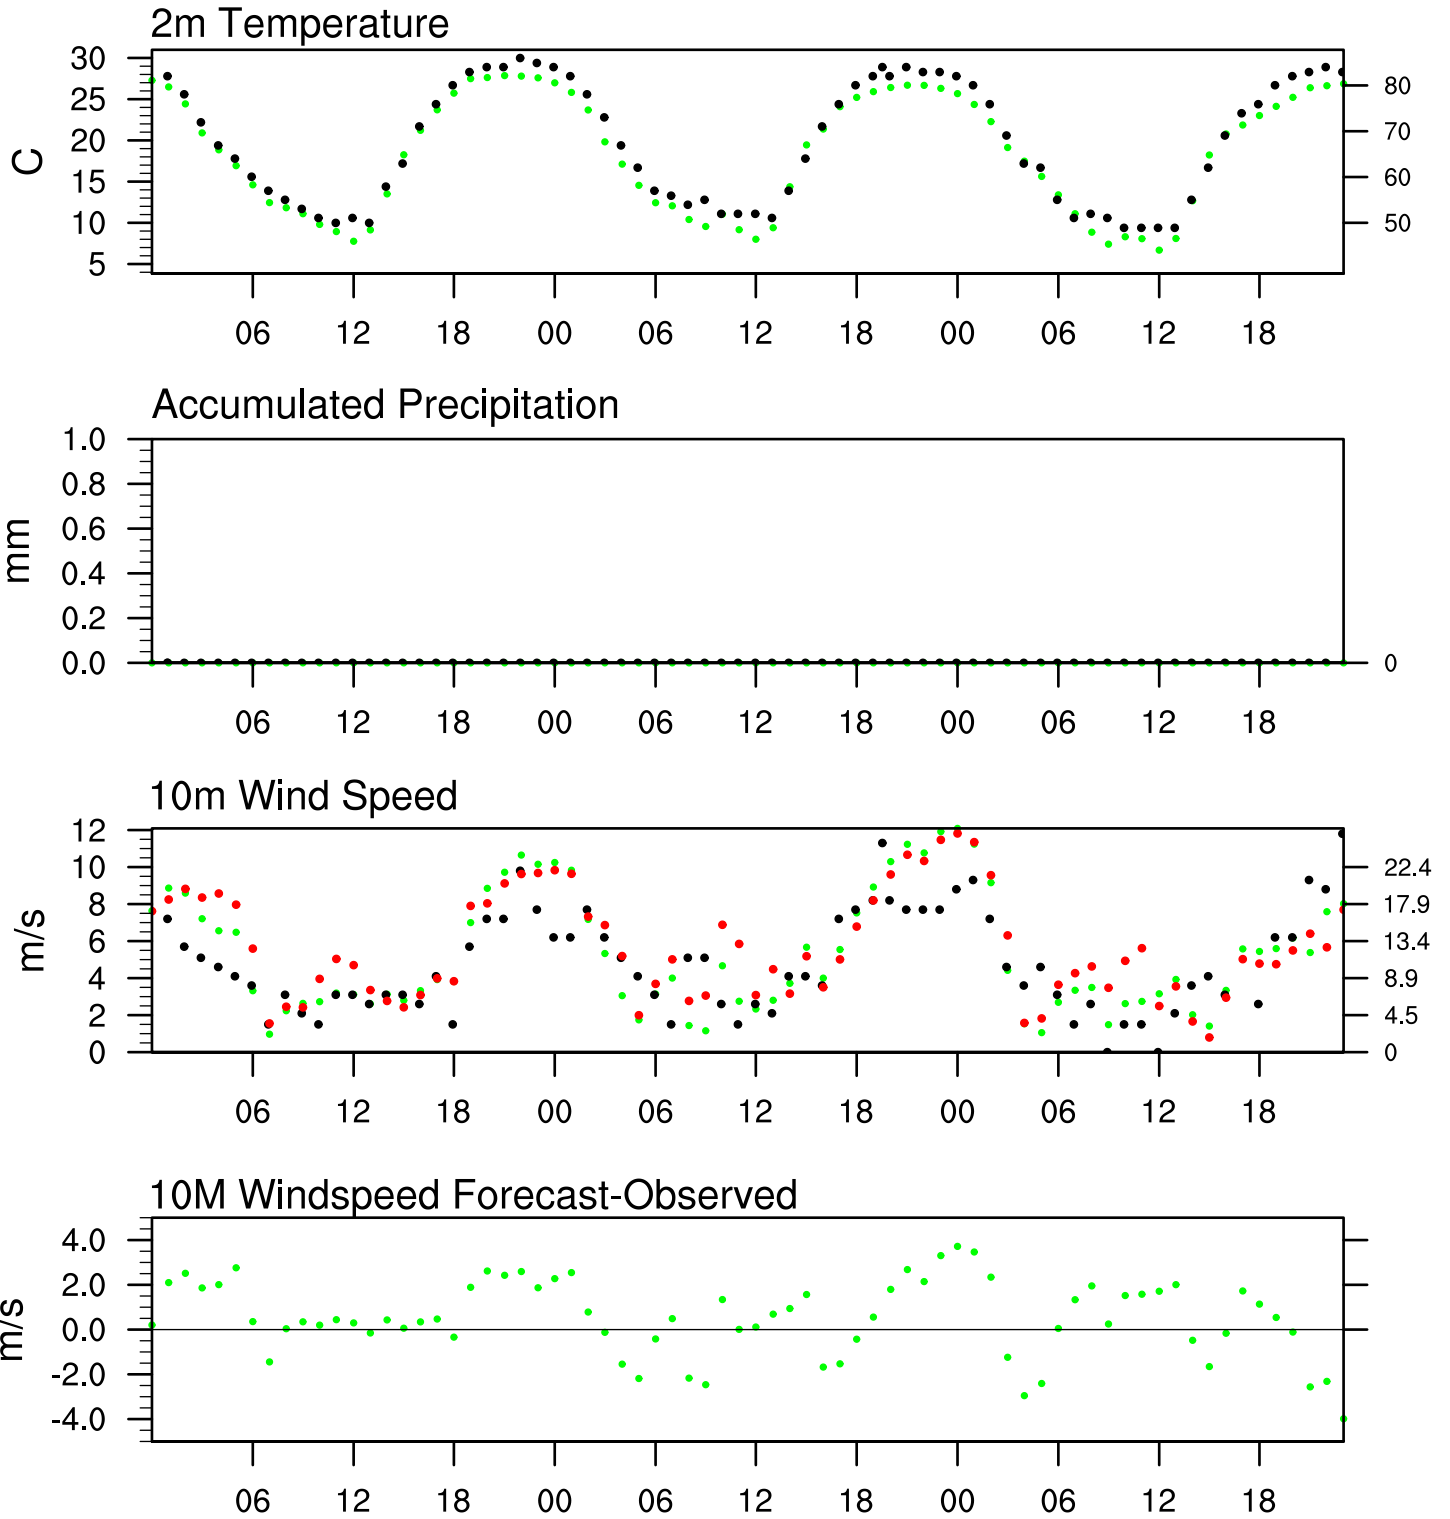 2m Temperature
30
25
20
15
10
5
C
80
70
60
50
06 12 18 00 06 12 18 00 06 12 18
Accumulated Precipitation
1.0
0.8
0.6
0.4
0.2
0.0
mm
0
06 12 18 00 06 12 18 00 06 12 18
10m Wind Speed
12
10
8
6
4
2
0
m/s
22.4
17.9
13.4
8.9
4.5
0
06 12 18 00 06 12 18 00 06 12 18
10M Windspeed Forecast-Observed
4.0
2.0
0.0
-2.0
-4.0
m/s
06 12 18 00 06 12 18 00 06 12 18